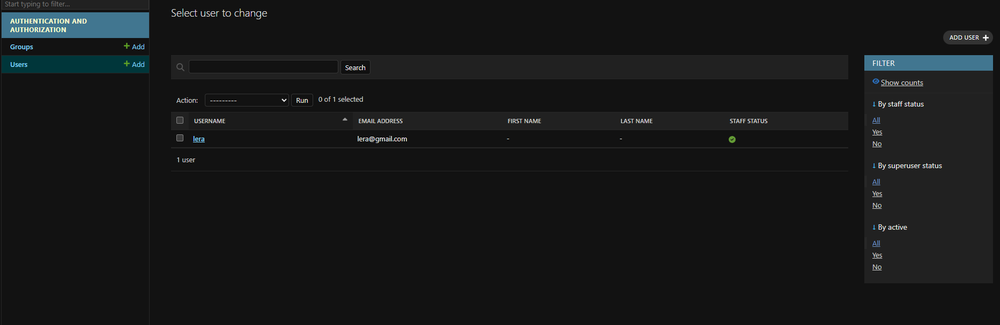 Start typing to filter...
AUTHENTICATION AND
AUTHORIZATION
Groups + Add
Users + Add
Select user to change
ADD USER +
Search
Action: --------- Run 0 of 1 selected
USERNAME EMAIL ADDRESS FIRST NAME LAST NAME STAFF STATUS
lera lera@gmail.com - -
1 user
FILTER
Show counts
↓ By staff status
All
Yes
No
↓ By superuser status
All
Yes
No
↓ By active
All
Yes
No